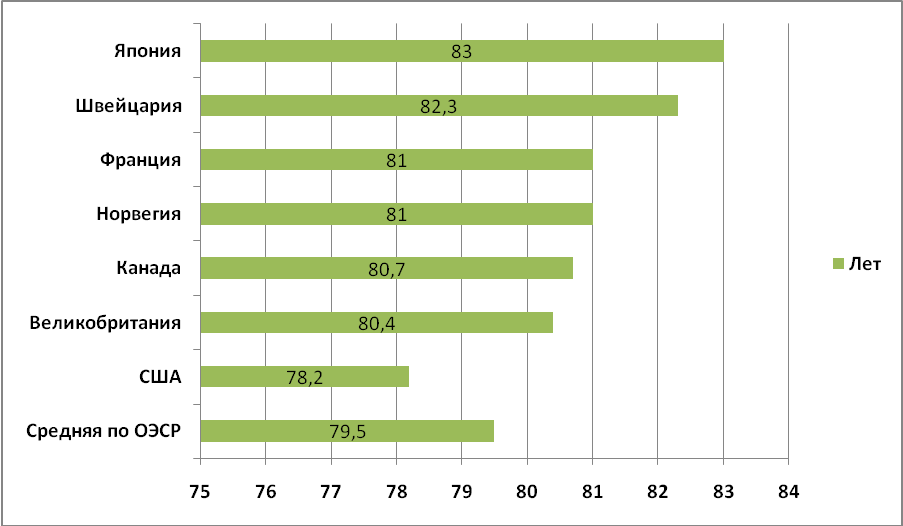 Япония
83
Швейцария
82,3
Франция
81
Норвегия
81
Канада
80,7
Великобритания
80,4
США
78,2
Средняя по ОЭСР
79,5
Лет
75 76 77 78 79 80 81 82 83 84